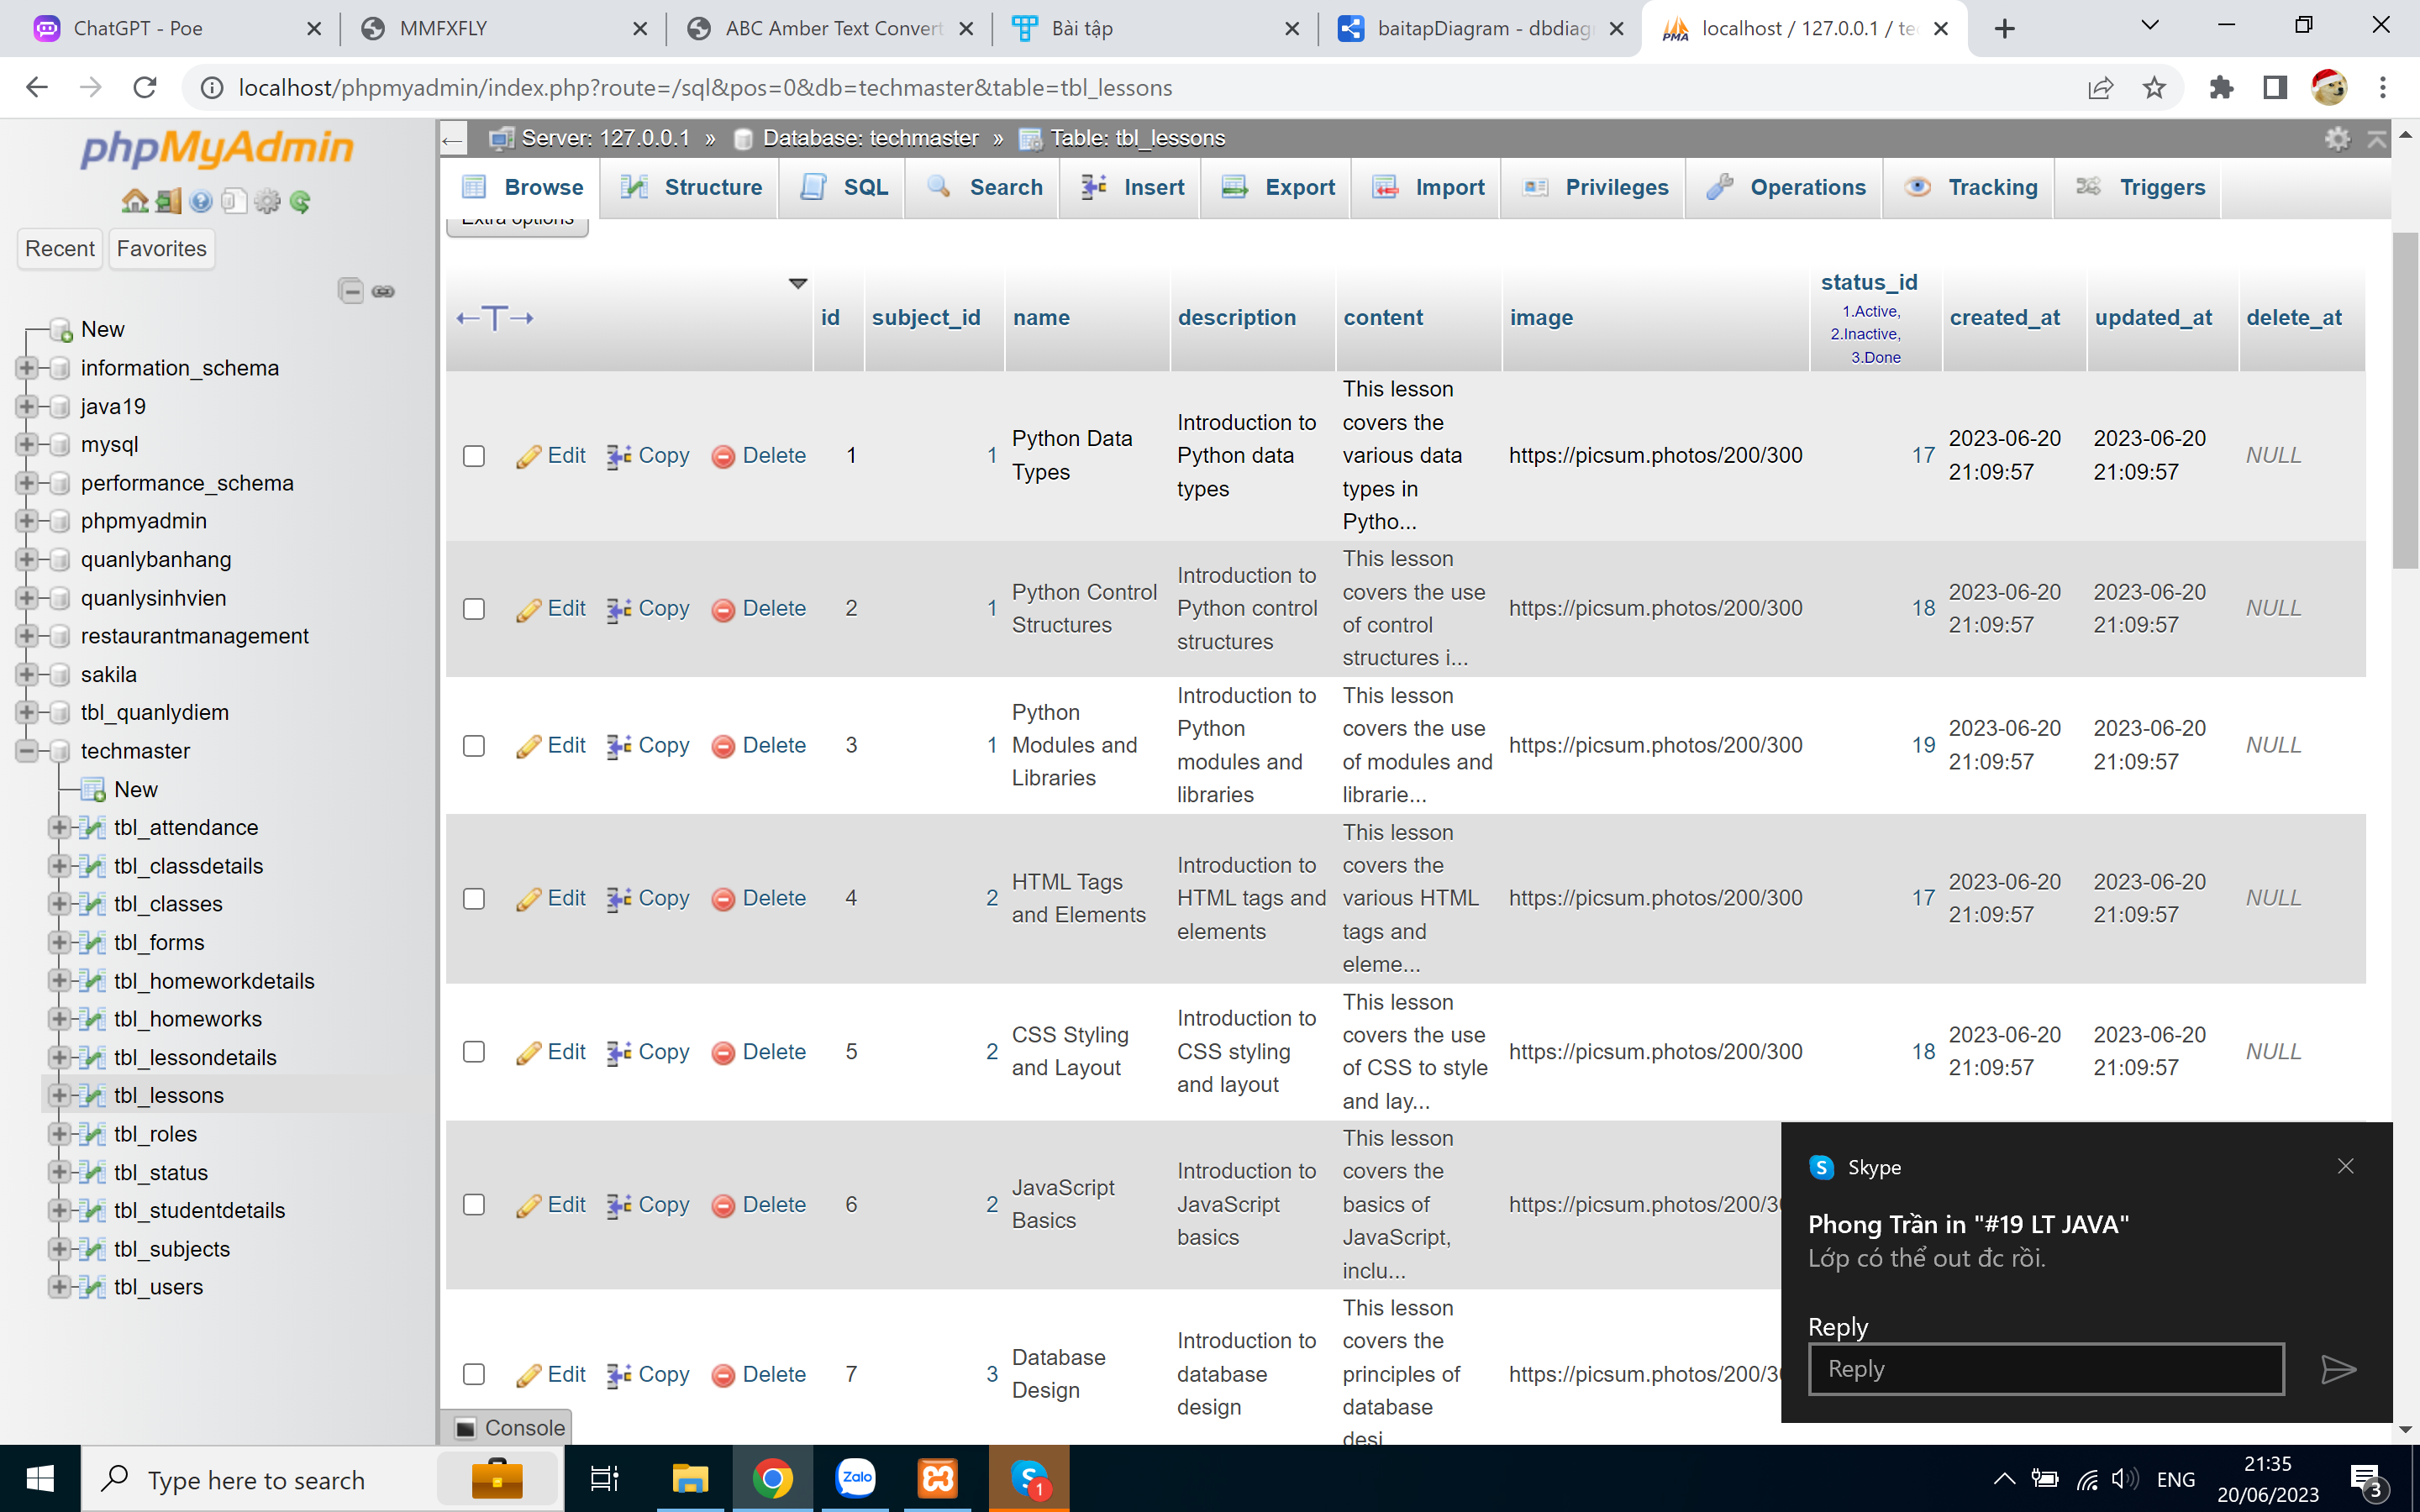 ChatGPT - Poe
MMFXFLY
ABC Amber Text Convert
Bài tập
baitapDiagram - dbdiag
localhost / 127.0.0.1 / te
localhost/phpmyadmin/index.php?route=/sql&pos=0&db=techmaster&table=tbl_lessons
phpMyAdmin
Recent
Favorites
New
information_schema
java19
mysql
performance_schema
phpmyadmin
quanlybanhang
quanlysinhvien
restaurantmanagement
sakila
tbl_quanlydiem
techmaster
New
tbl_attendance
tbl_classdetails
tbl_classes
tbl_forms
tbl_homeworkdetails
tbl_homeworks
tbl_lessondetails
tbl_lessons
tbl_roles
tbl_status
tbl_studentdetails
tbl_subjects
tbl_users
Server: 127.0.0.1 » Database: techmaster » Table: tbl_lessons
Browse Structure SQL Search Insert Export Import Privileges Operations Tracking Triggers
Extra options
←T→ id subject_id name description content image status_id created_at updated_at delete_at
1.Active,
2.Inactive,
3.Done
Edit Copy Delete 1 1
Python Data
Types
Introduction to
Python data
types
This lesson
covers the
various data
types in
Pytho...
https://picsum.photos/200/300
17
2023-06-20
21:09:57
2023-06-20
21:09:57
NULL
Edit Copy Delete 2 1
Python Control
Structures
Introduction to
Python control
structures
This lesson
covers the use
of control
structures i...
https://picsum.photos/200/300
18
2023-06-20
21:09:57
2023-06-20
21:09:57
NULL
Edit Copy Delete 3 1
Python
Modules and
Libraries
Introduction to
Python
modules and
libraries
This lesson
covers the use
of modules and
librarie...
https://picsum.photos/200/300
19
2023-06-20
21:09:57
2023-06-20
21:09:57
NULL
Edit Copy Delete 4 2
HTML Tags
and Elements
Introduction to
HTML tags and
elements
This lesson
covers the
various HTML
tags and
eleme...
https://picsum.photos/200/300
17
2023-06-20
21:09:57
2023-06-20
21:09:57
NULL
Edit Copy Delete 5 2
CSS Styling
and Layout
Introduction to
CSS styling
and layout
This lesson
covers the use
of CSS to style
and lay...
https://picsum.photos/200/300
18
2023-06-20
21:09:57
2023-06-20
21:09:57
NULL
Edit Copy Delete 6 2
JavaScript
Basics
Introduction to
JavaScript
basics
This lesson
covers the
basics of
JavaScript,
inclu...
https://picsum.photos/200/3
Edit Copy Delete 7 3
Database
Design
Introduction to
database
design
This lesson
covers the
principles of
database
desi
https://picsum.photos/200/3
Console
Skype
Phong Trần in "#19 LT JAVA"
Lớp có thể out đc rồi.
Reply
Reply
Type here to search
Zalo
1
ENG
21:35
20/06/2023
3